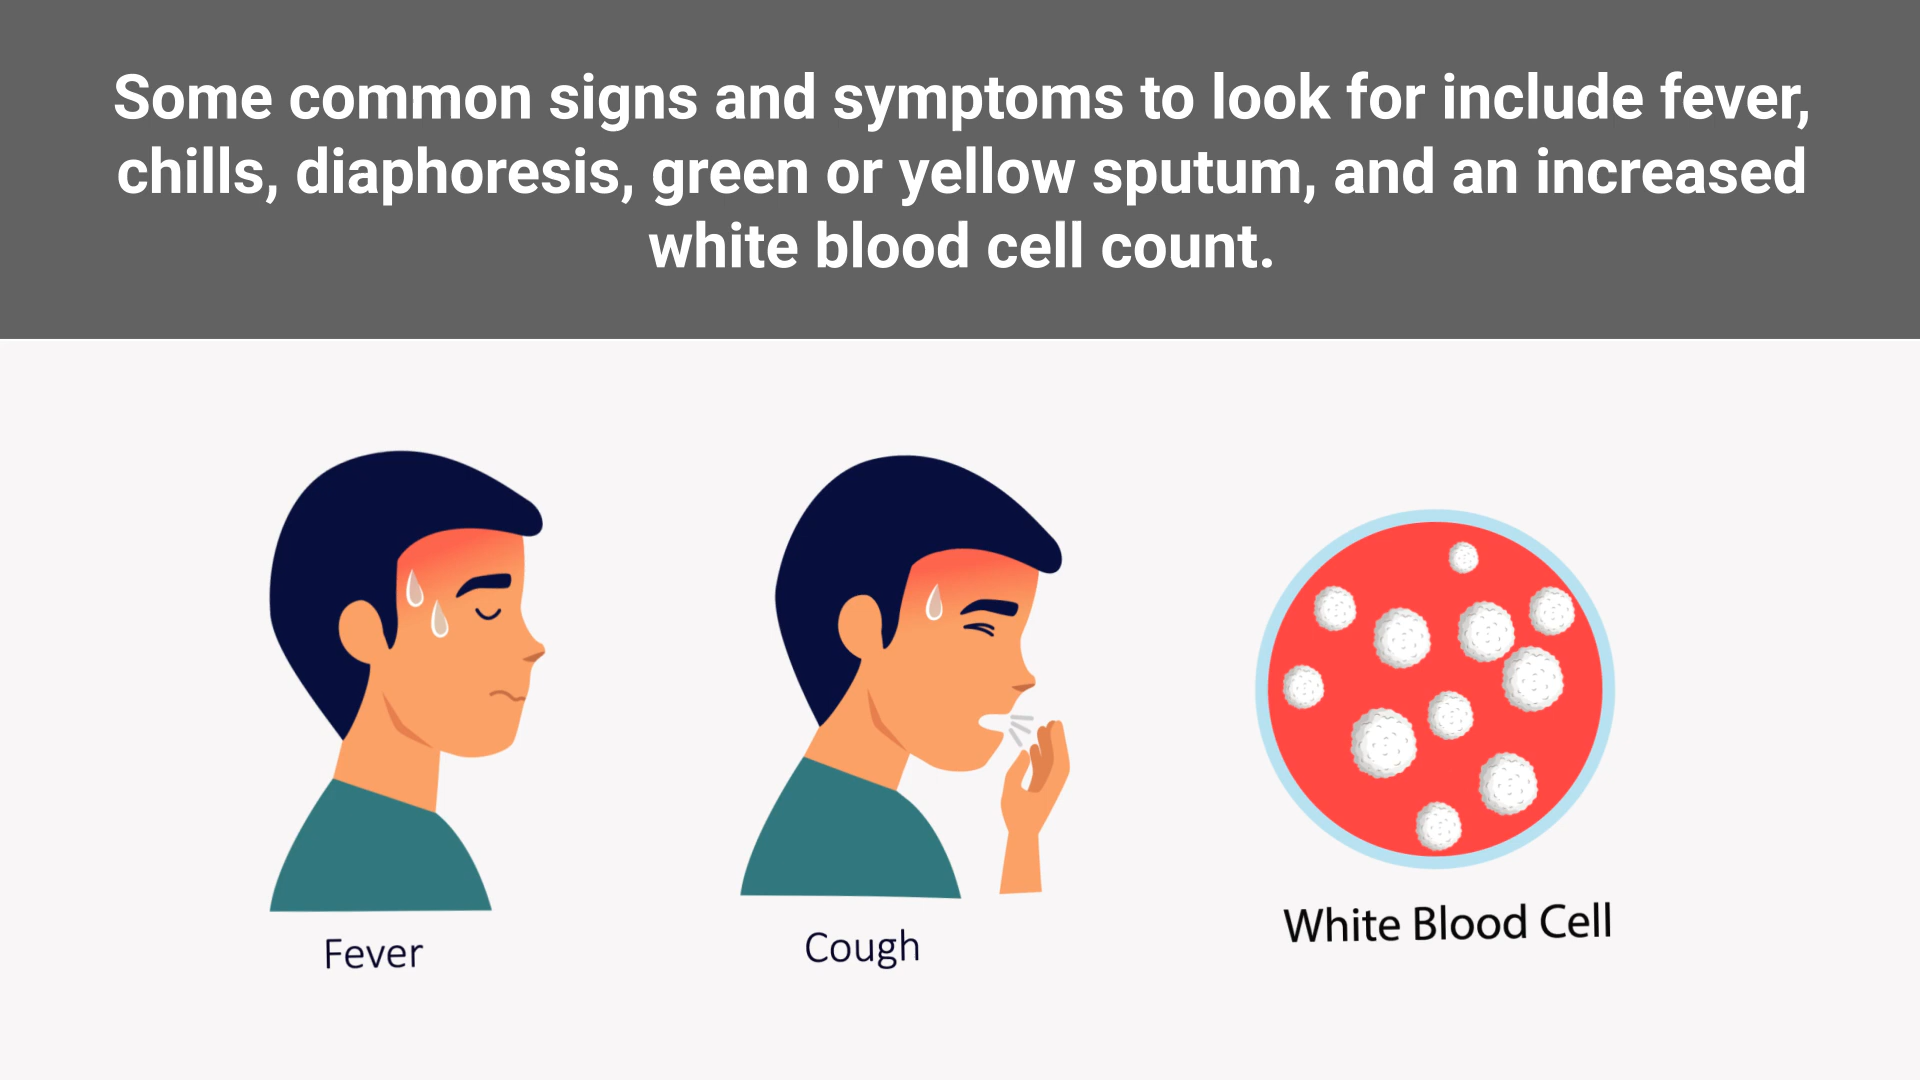 Some common signs and symptoms to look for include fever,
chills, diaphoresis, green or yellow sputum, and an increased
white blood cell count.
Fever
Cough
White Blood Cell